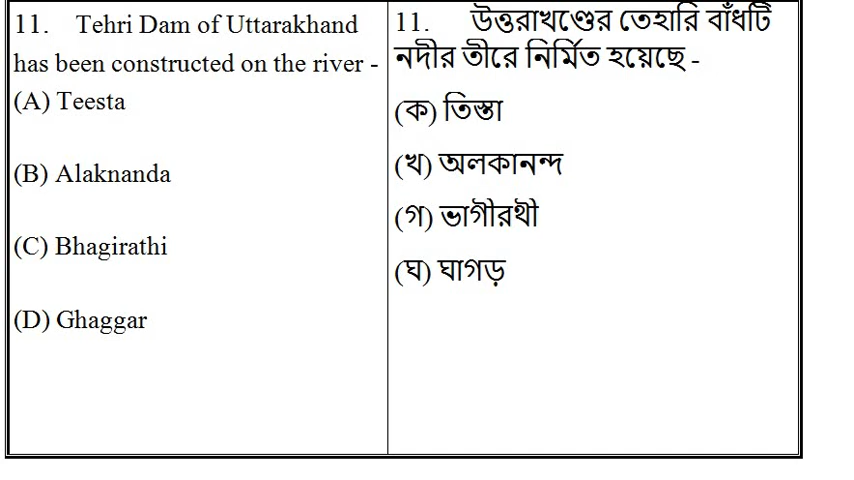 11. Tehri Dam of Uttarakhand
has been constructed on the river -
(A) Teesta
(B) Alaknanda
(C) Bhagirathi
(D) Ghaggar
11. উত্তরাখণ্ডের তেহারি বাঁধটি
নদীর তীরে নির্মিত হয়েছে -
(ক) তিস্তা
(খ) অলকানন্দ
(গ) ভাগীরথী
(ঘ) ঘাগড়